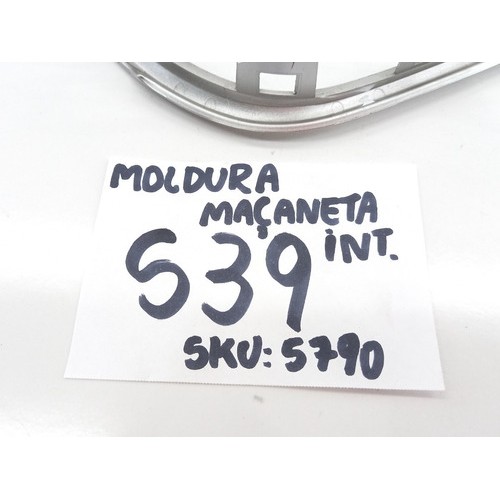 MOLDURA
MAÇANETA
INT.
S39
SKU: 5790